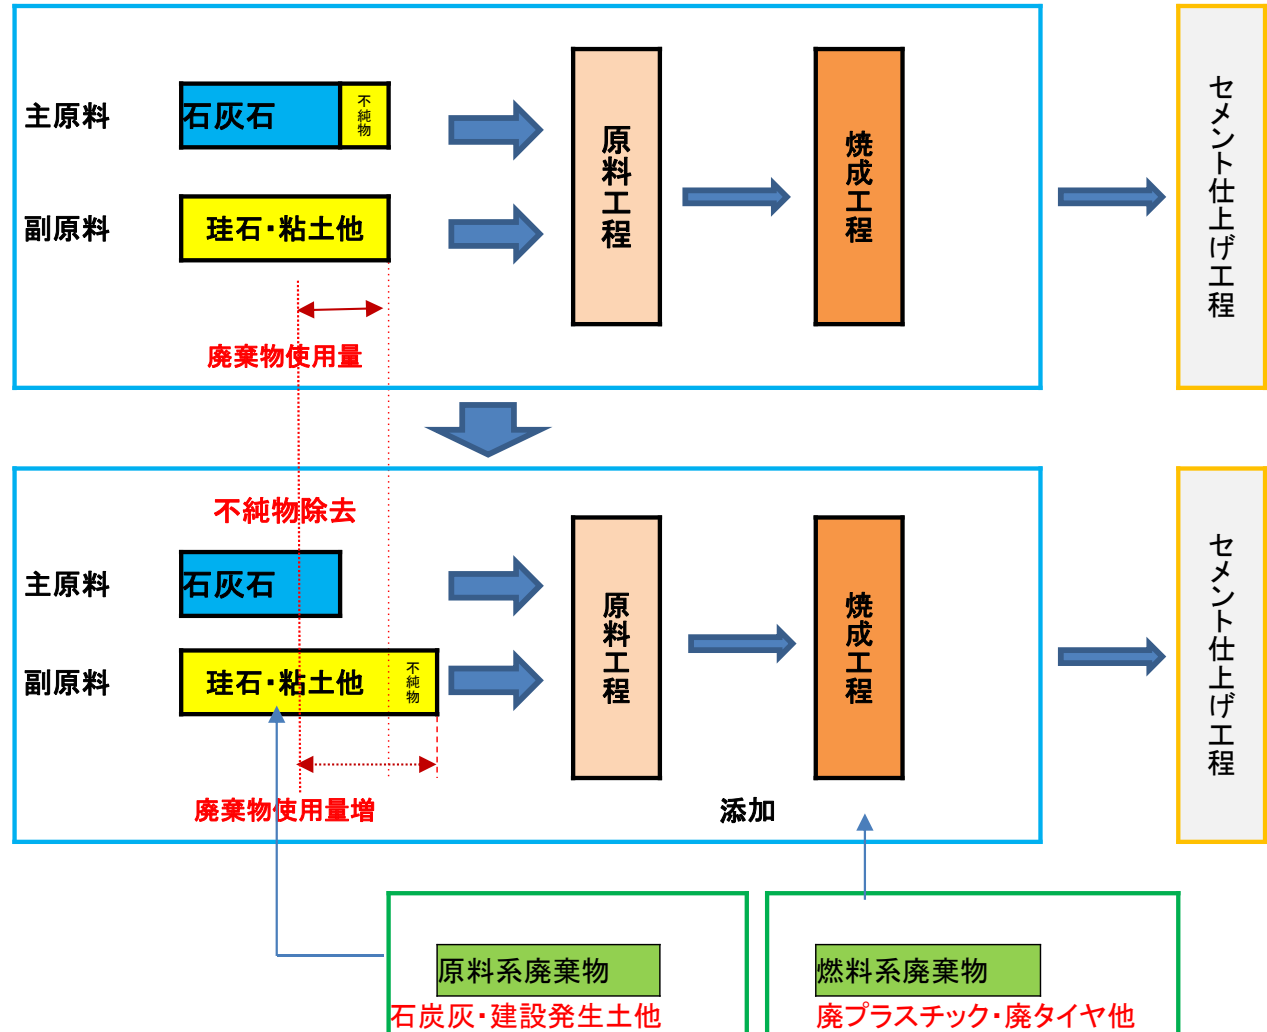 主原料
石灰石
不純物
副原料
珪石・粘土他
廃棄物使用量
原料工程
焼成工程
セメント仕上げ工程
不純物除去
主原料
石灰石
副原料
珪石・粘土他
不純物
廃棄物使用量増
原料工程
焼成工程
添加
セメント仕上げ工程
原料系廃棄物
石炭灰・建設発生土他
燃料系廃棄物
廃プラスチック・廃タイヤ他